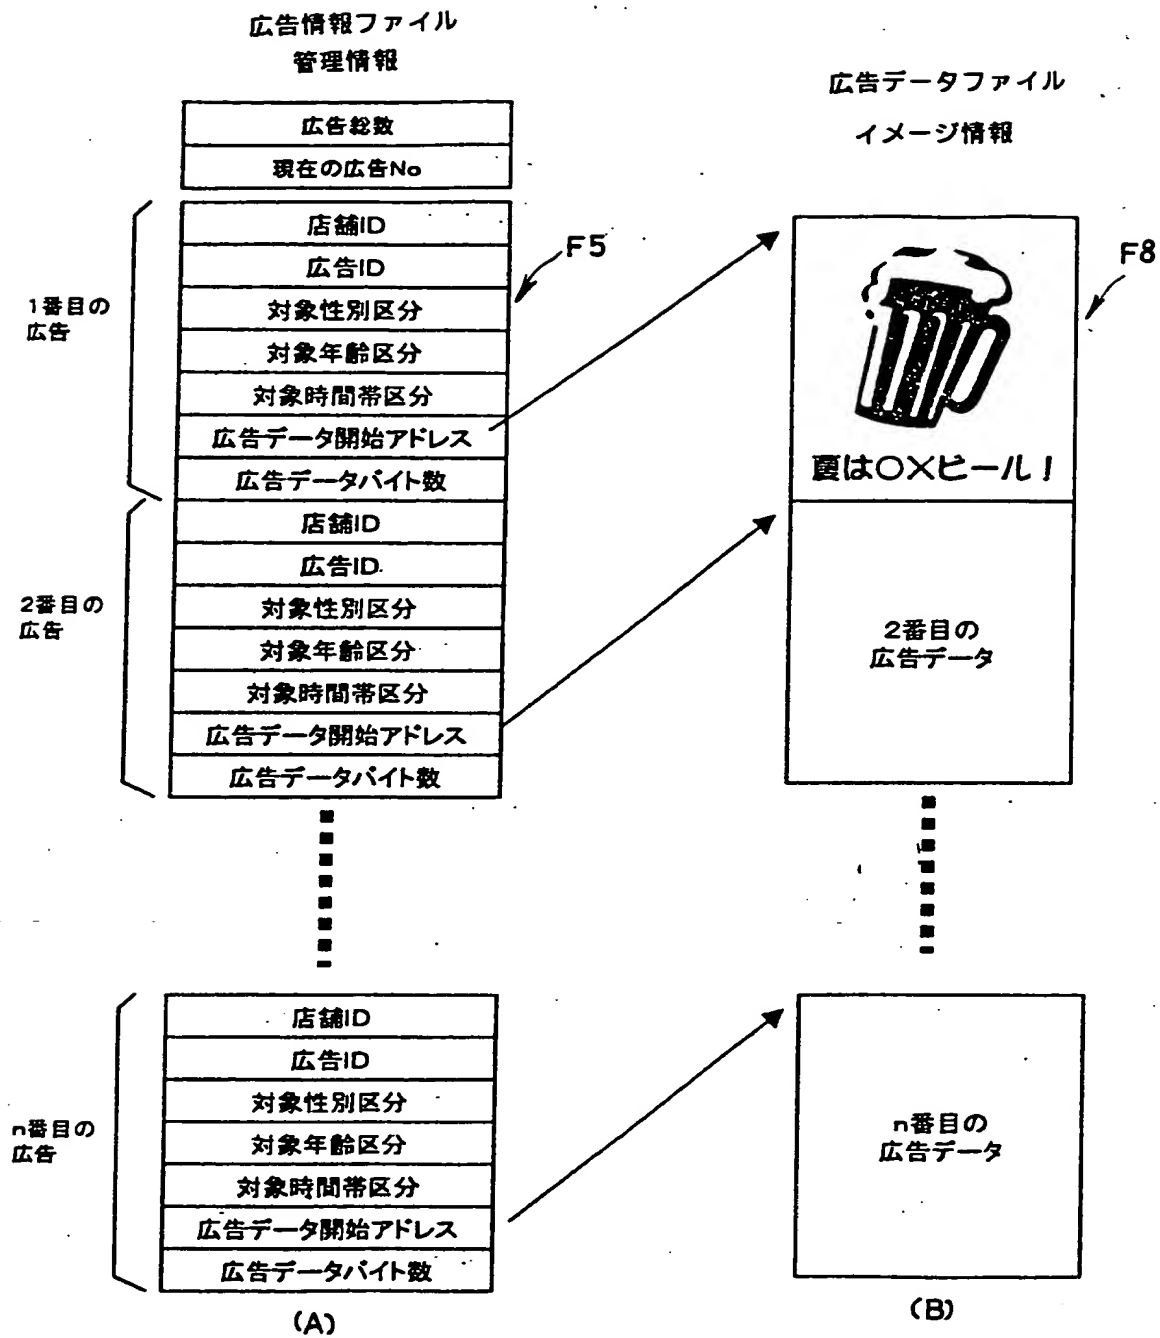 広告情報ファイル
管理情報
広告総数
現在の広告No
1番目の
広告
店舗ID
広告ID
対象性別区分
対象年齢区分
対象時間帯区分
広告データ開始アドレス
広告データバイト数
F5
2番目の
広告
店舗ID
広告ID
対象性別区分
対象年齢区分
対象時間帯区分
広告データ開始アドレス
広告データバイト数
n番目の
広告
店舗ID
広告ID
対象性別区分
対象年齢区分
対象時間帯区分
広告データ開始アドレス
広告データバイト数
(A)
広告データファイル
イメージ情報
F8
夏は○×ビール！
2番目の
広告データ
n番目の
広告データ
(B)